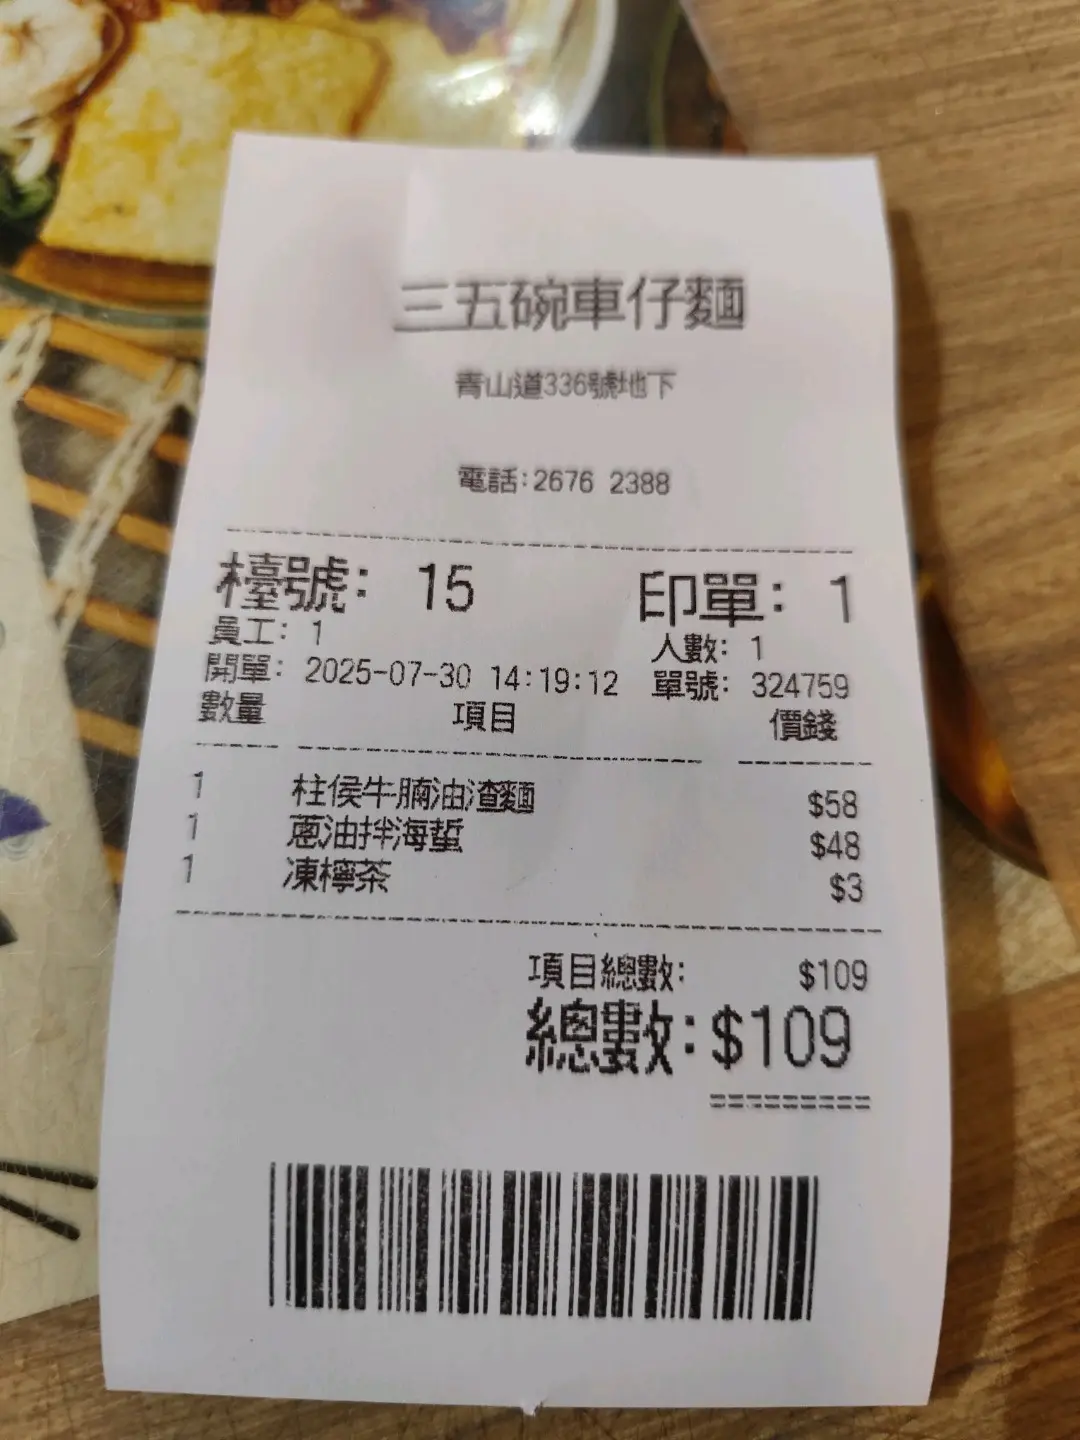 三五碗車仔麵
青山道336號地下
電話:2676 2388
檯號: 15 印單: 1
員工: 1 人數: 1
開單: 2025-07-30 14:19:12 單號: 324759
數量 項目 價錢
1 柱侯牛腩油渣麵 $58
1 蔥油拌海蜇 $48
1 凍檸茶 $3
項目總數: $109
總數:$109
=========